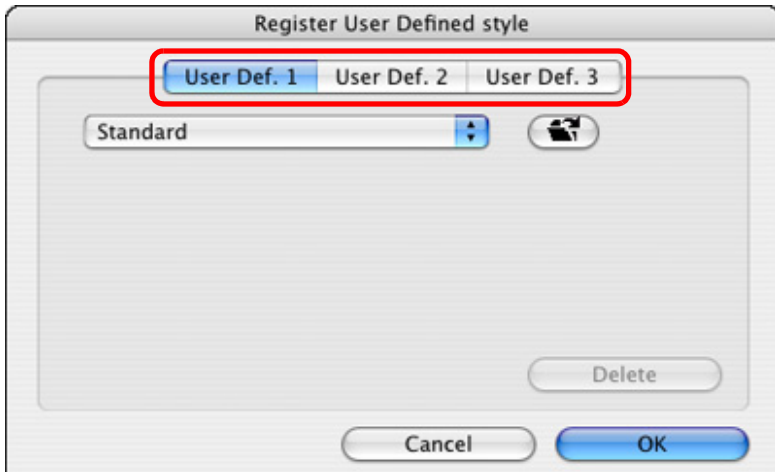 Register User Defined style
User Def. 1 User Def. 2 User Def. 3
Standard
Delete
Cancel OK